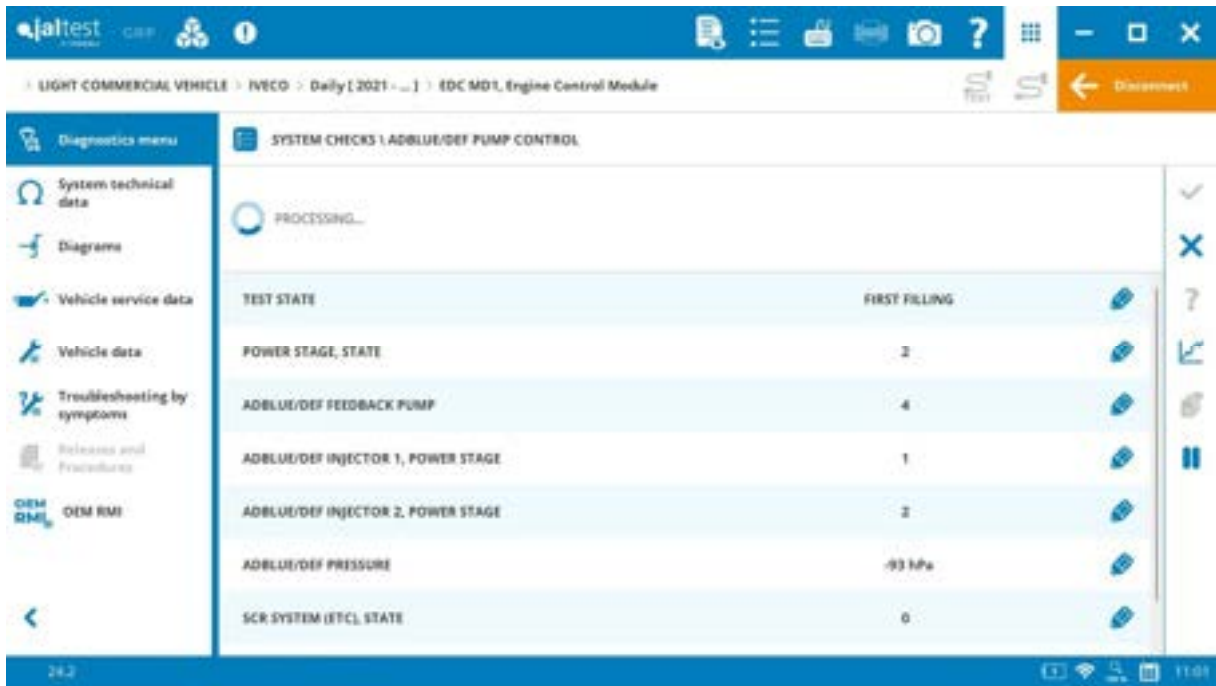 jaltest
GRP
LIGHT COMMERCIAL VEHICLE > IVECO > Daily [ 2021 - ... ] > EDC MD1, Engine Control Module
TEST
Disconnect
Diagnostics menu
SYSTEM CHECKS \ ADBLUE/DEF PUMP CONTROL
System technical
data
PROCESSING...
Diagrams
Vehicle service data
TEST STATE FIRST FILLING
Vehicle data
POWER STAGE, STATE 2
Troubleshooting by
symptoms
ADBLUE/DEF FEEDBACK PUMP 4
Releases and
Procedures
ADBLUE/DEF INJECTOR 1, POWER STAGE 1
OEM
RMI OEM RMI
ADBLUE/DEF INJECTOR 2, POWER STAGE 2
ADBLUE/DEF PRESSURE -93 hPa
SCR SYSTEM (ETC), STATE 0
24.2 11:01